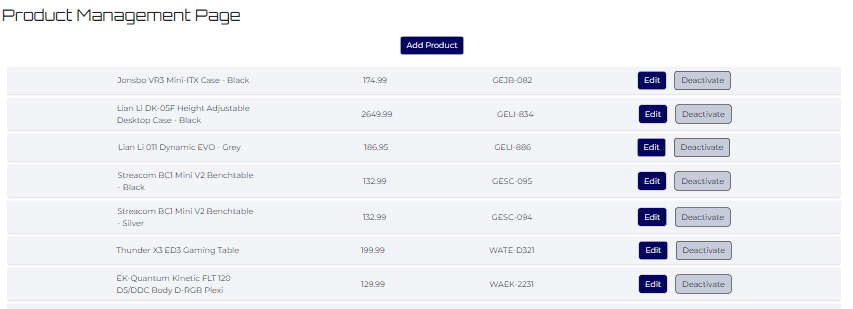 Product Management Page
Add Product
Jonsbo VR3 Mini-ITX Case - Black 174.99 GEJB-082 Edit Deactivate
Lian Li DK-05F Height Adjustable
Desktop Case - Black 2649.99 GELI-834 Edit Deactivate
Lian Li 011 Dynamic EVO - Grey 186.95 GELI-886 Edit Deactivate
Streacom BC1 Mini V2 Benchtable
- Black 132.99 GESC-095 Edit Deactivate
Streacom BC1 Mini V2 Benchtable
- Silver 132.99 GESC-094 Edit Deactivate
Thunder X3 ED3 Gaming Table 199.99 WATE-D321 Edit Deactivate
EK-Quantum Kinetic FLT 120
D5/DDC Body D-RGB Plexi 129.99 WAEK-2231 Edit Deactivate